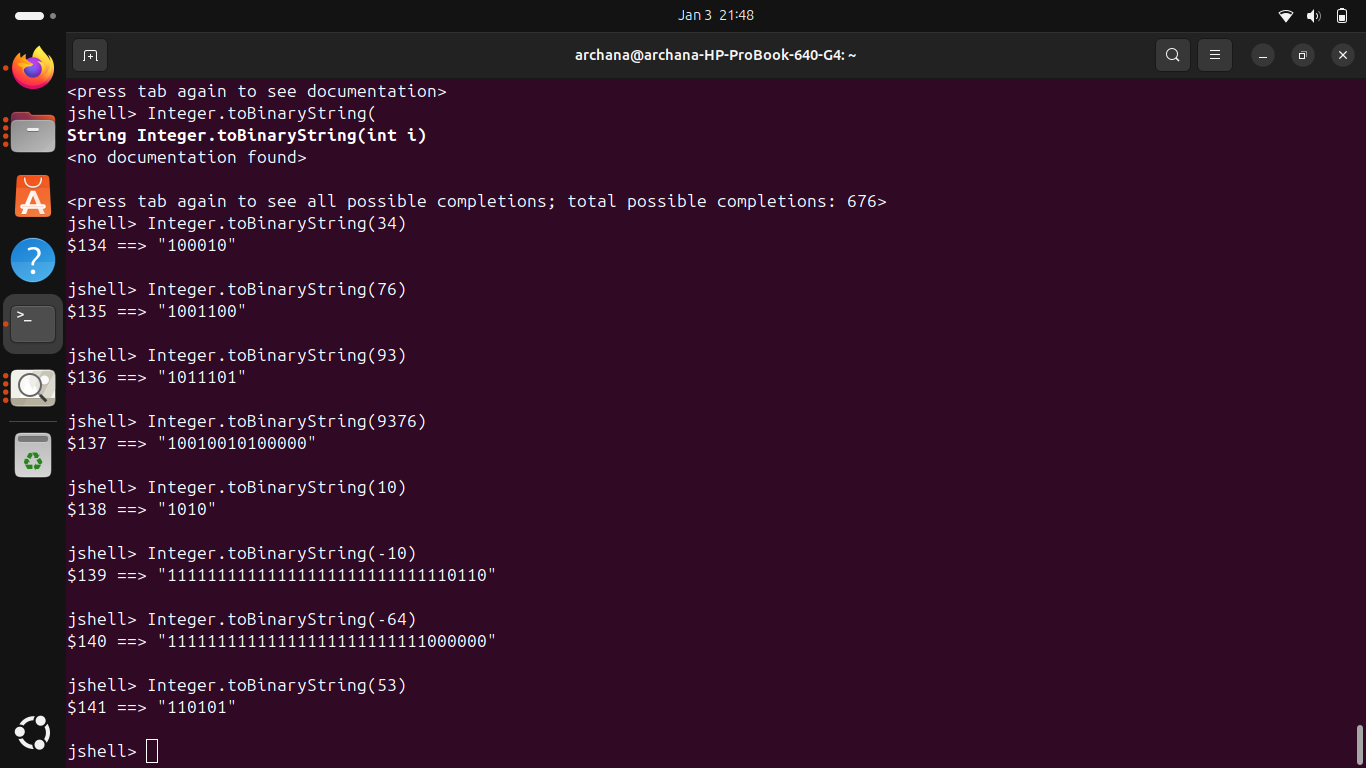 Jan 3 21:48
archana@archana-HP-ProBook-640-G4: ~
<press tab again to see documentation>
jshell> Integer.toBinaryString(
String Integer.toBinaryString(int i)
<no documentation found>
<press tab again to see all possible completions; total possible completions: 676>
jshell> Integer.toBinaryString(34)
$134 ==> "100010"
jshell> Integer.toBinaryString(76)
$135 ==> "1001100"
jshell> Integer.toBinaryString(93)
$136 ==> "1011101"
jshell> Integer.toBinaryString(9376)
$137 ==> "10010010100000"
jshell> Integer.toBinaryString(10)
$138 ==> "1010"
jshell> Integer.toBinaryString(-10)
$139 ==> "11111111111111111111111111110110"
jshell> Integer.toBinaryString(-64)
$140 ==> "11111111111111111111111111000000"
jshell> Integer.toBinaryString(53)
$141 ==> "110101"
jshell>